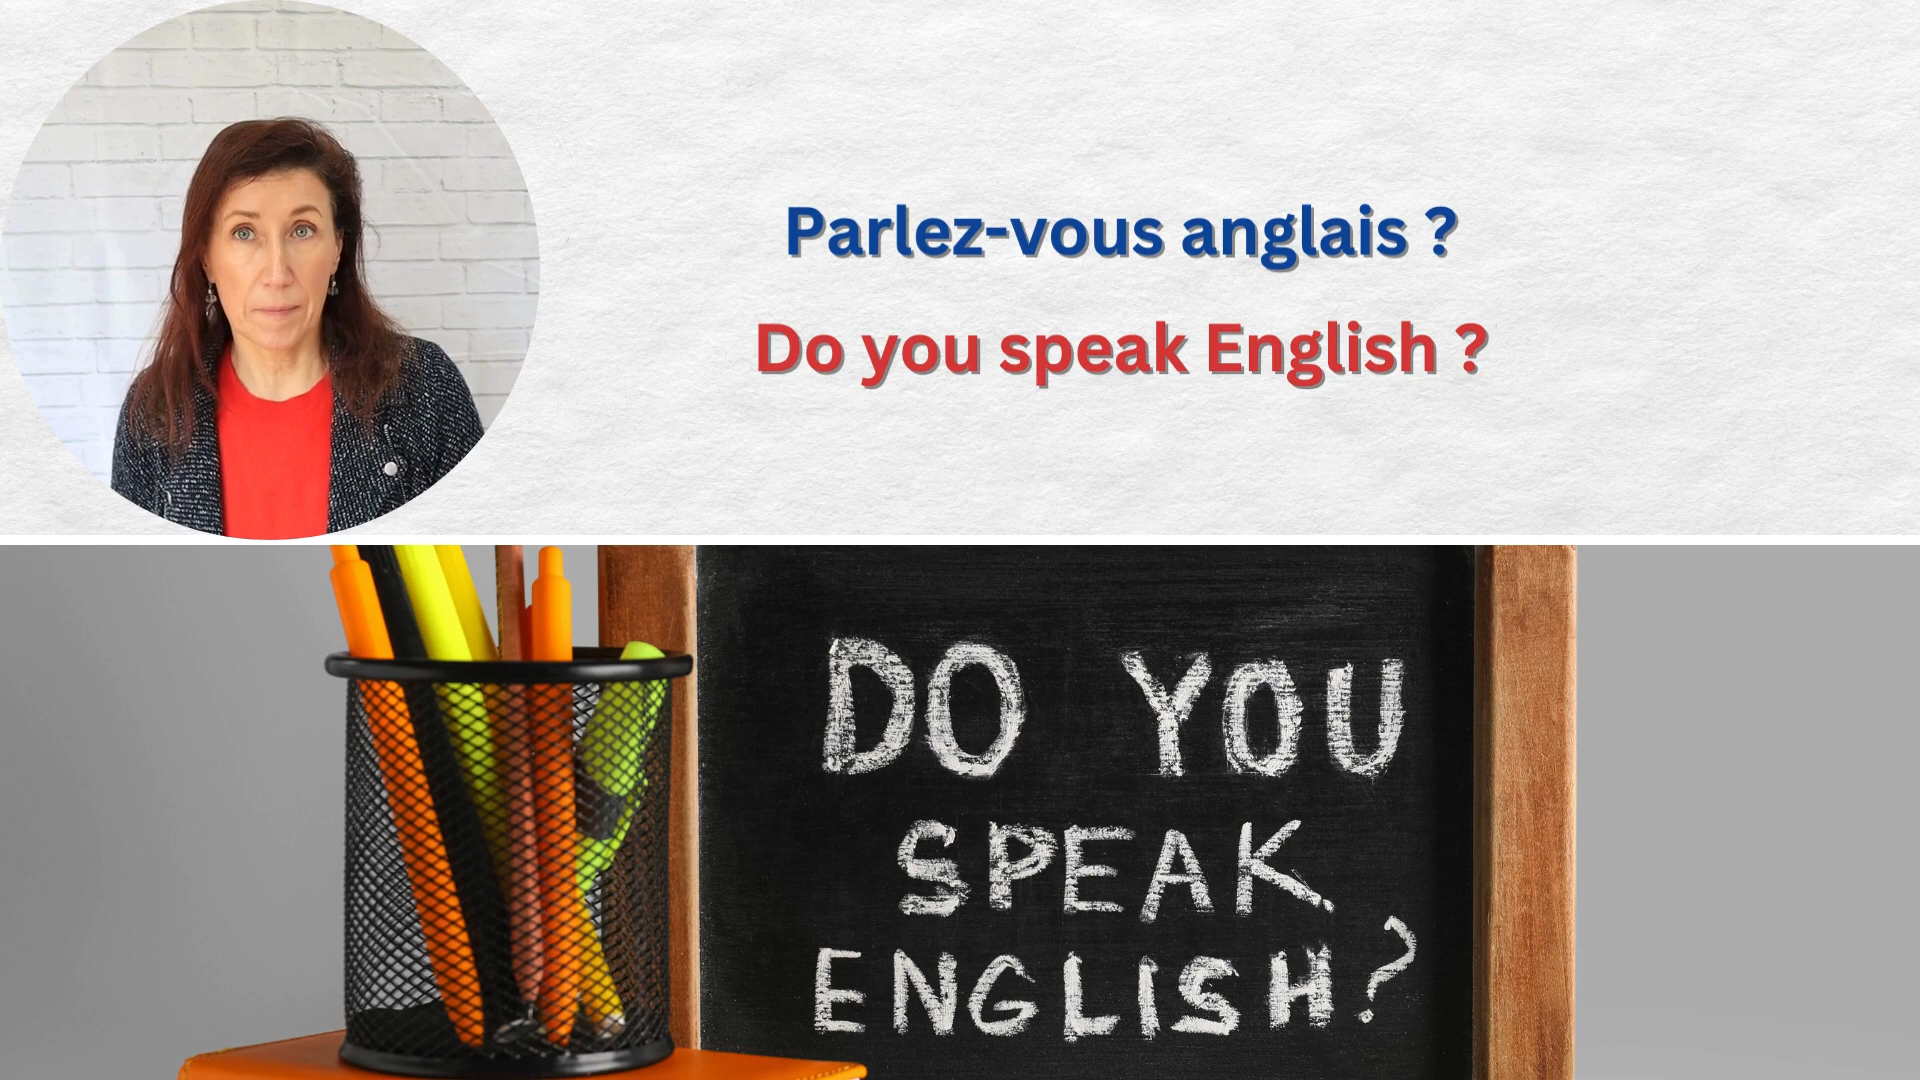 Parlez-vous anglais ?
Do you speak English ?
DO YOU
SPEAK
ENGLISH?